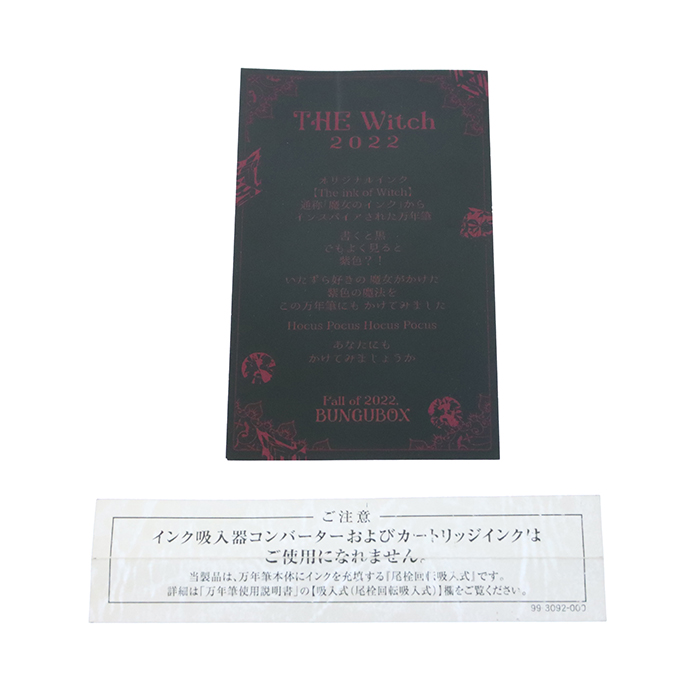 THE Witch
2022
オリジナルインク
【The ink of Witch】
通称「魔女のインク」から
インスパイアされた万年筆
書くと黒
でもよく見ると
紫色？！
いたずら好きの 魔女がかけた
紫色の魔法を
この万年筆にも かけてみました
Hocus Pocus Hocus Pocus
あなたにも
かけてみましょうか
Fall of 2022.
BUNGUBOX
ご注意
インク吸入器コンバーターおよびカートリッジインクは
ご使用になれません。
当製品は、万年筆本体にインクを充填する『尾栓回転吸入式』です。
詳細は「万年筆使用説明書」の【吸入式(尾栓回転吸入式)】欄をご覧ください。
99-3092-000